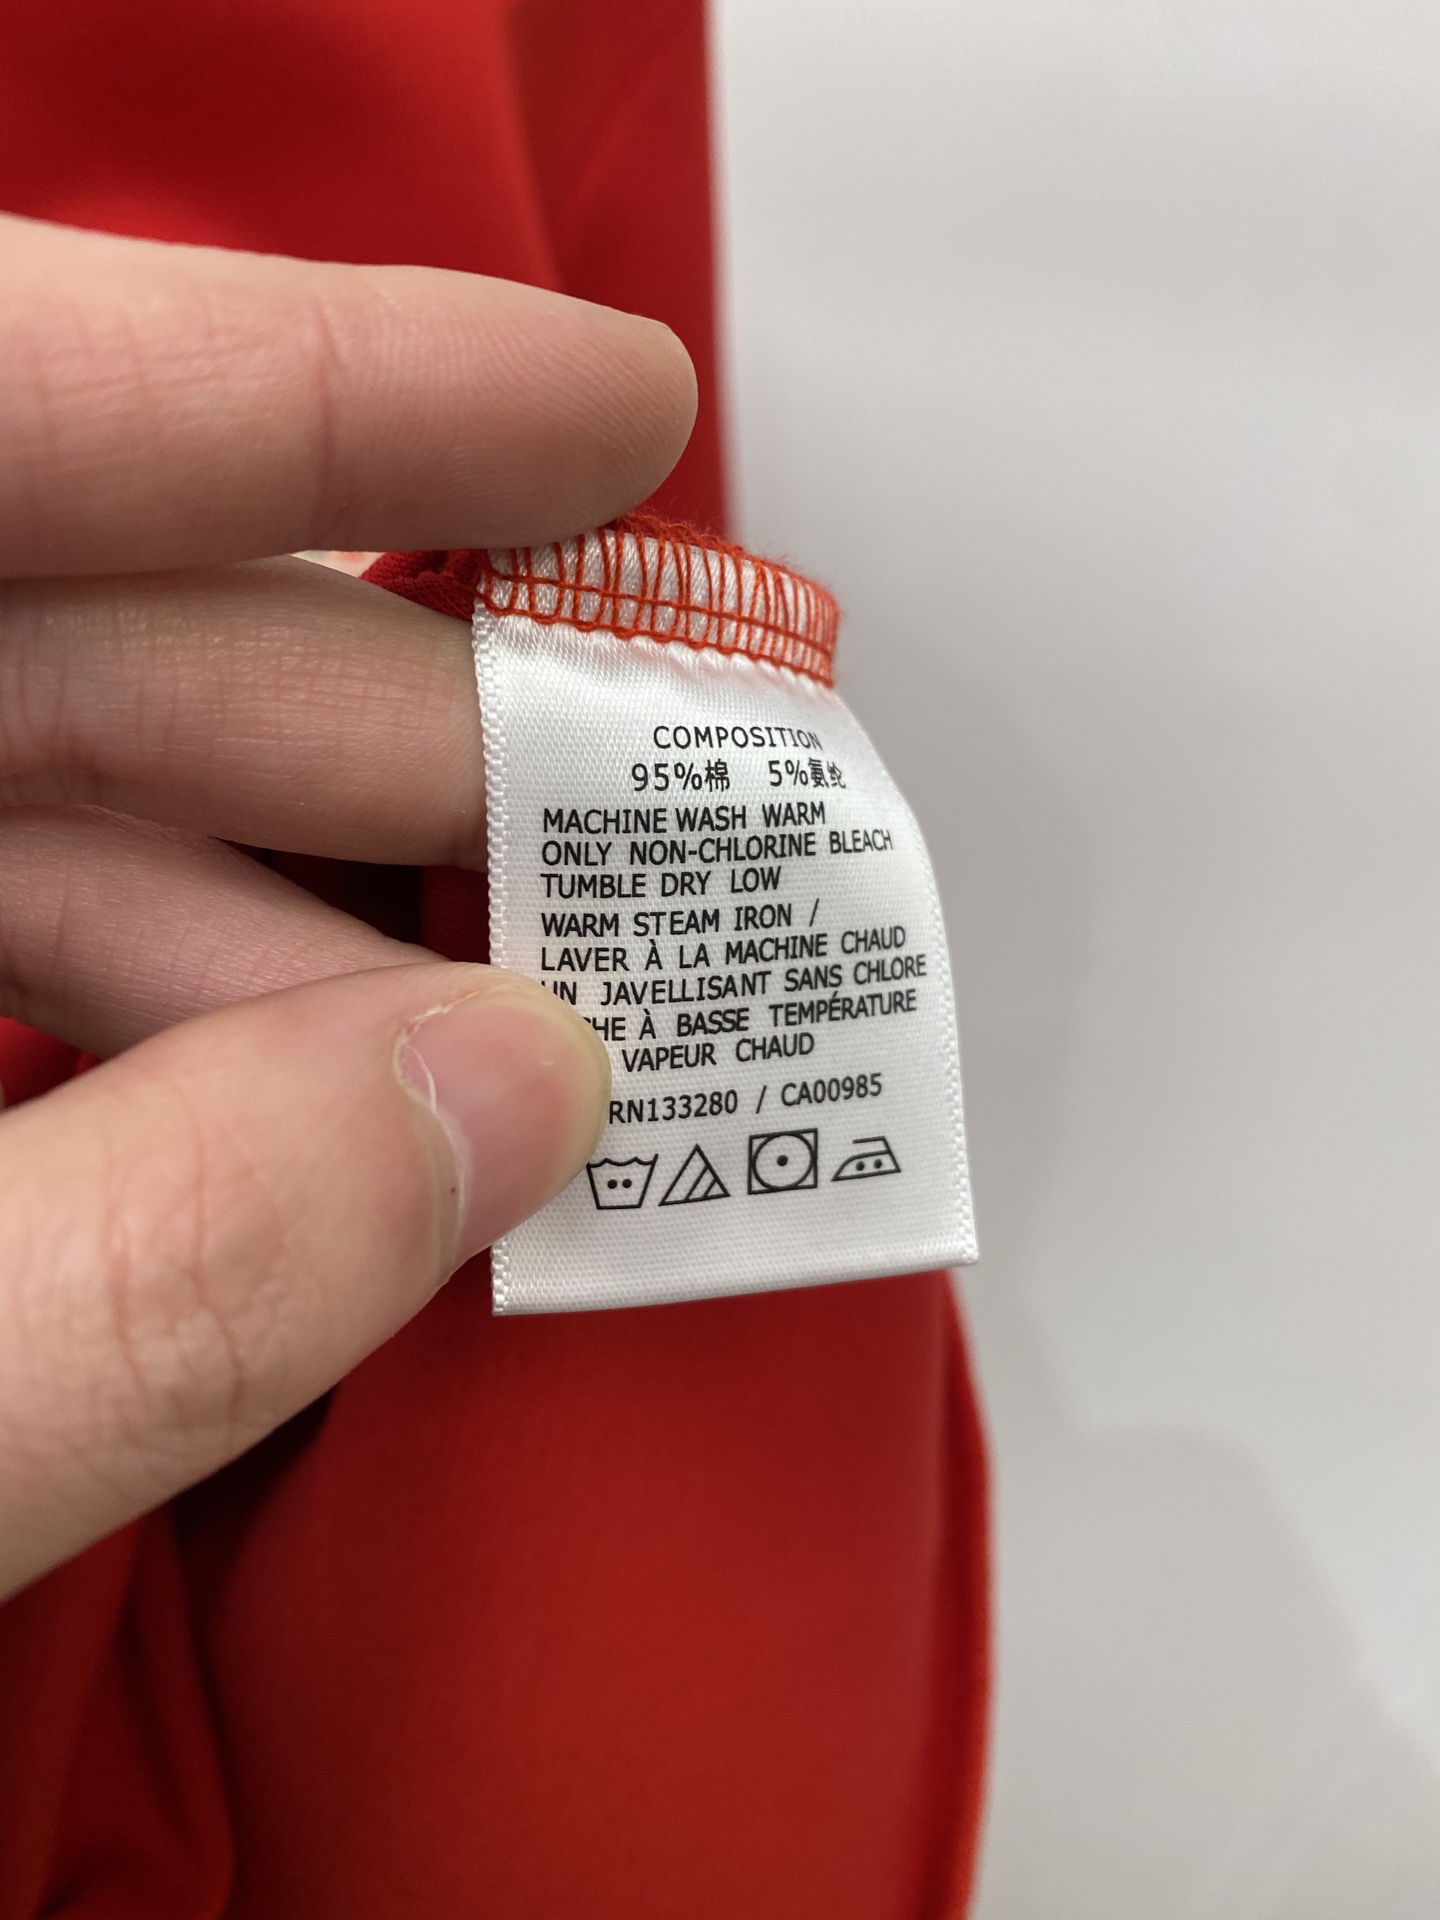 COMPOSITION
95%棉 5%氨纶
MACHINE WASH WARM
ONLY NON-CHLORINE BLEACH
TUMBLE DRY LOW
WARM STEAM IRON /
LAVER À LA MACHINE CHAUD
UN JAVELLISANT SANS CHLORE
À BASSE TEMPÉRATURE
VAPEUR CHAUD
RN133280 / CA00985